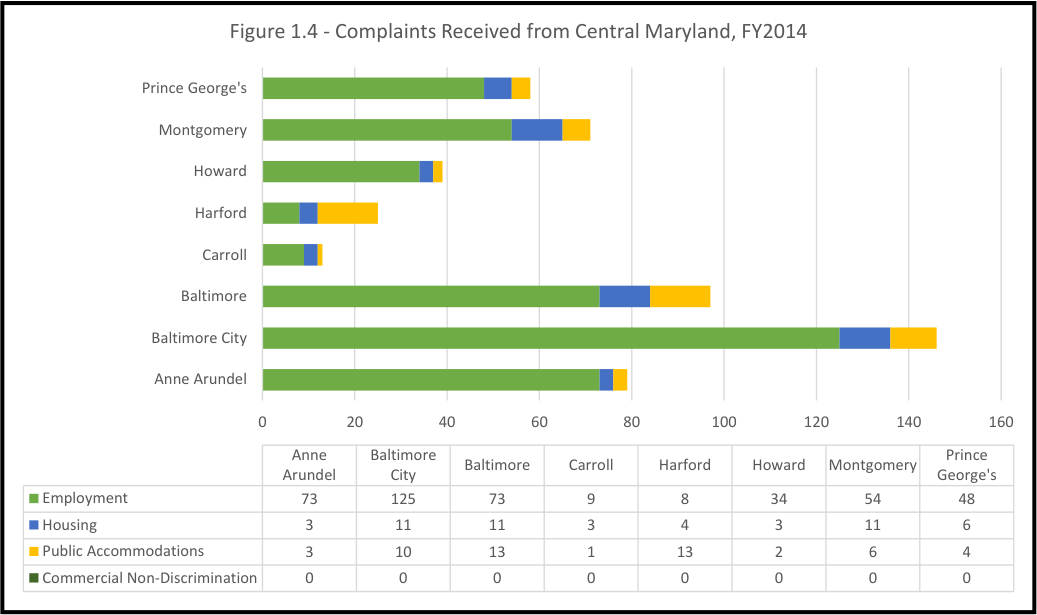 Figure 1.4 - Complaints Received from Central Maryland, FY2014
Prince George's
Montgomery
Howard
Harford
Carroll
Baltimore
Baltimore City
Anne Arundel
0 20 40 60 80 100 120 140 160
Anne Arundel Baltimore City Baltimore Carroll Harford Howard Montgomery Prince George's
Employment 73 125 73 9 8 34 54 48
Housing 3 11 11 3 4 3 11 6
Public Accommodations 3 10 13 1 13 2 6 4
Commercial Non-Discrimination 0 0 0 0 0 0 0 0